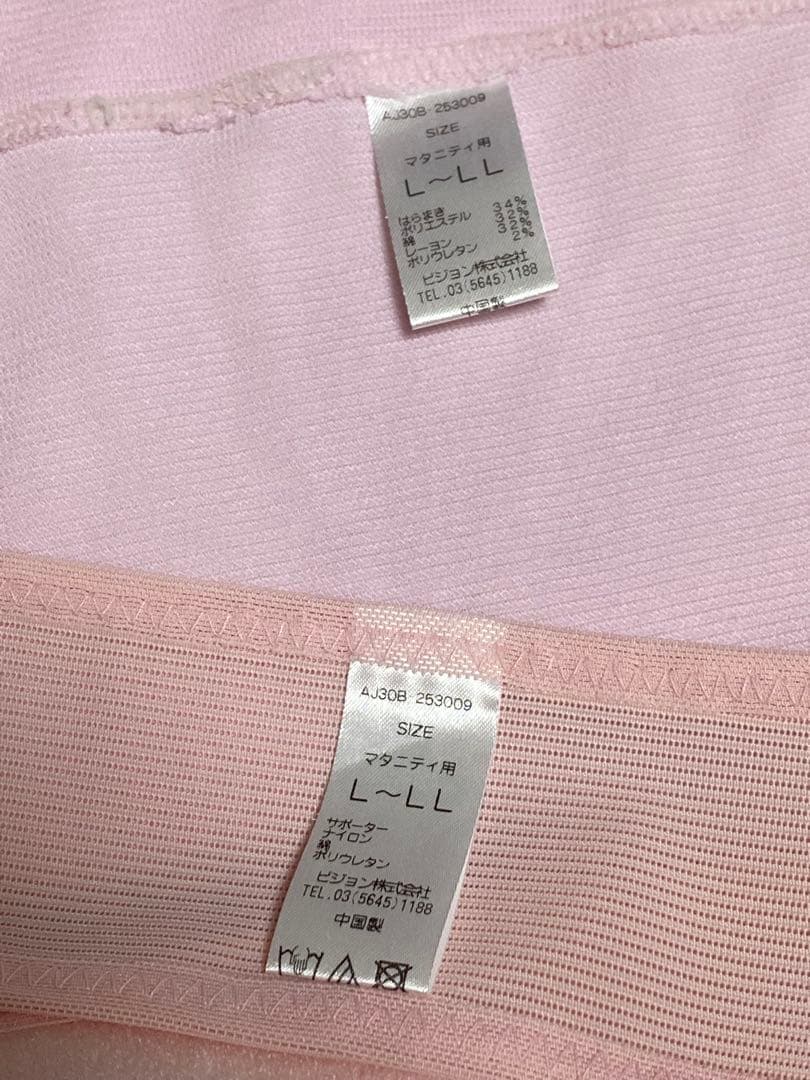 AJ30B-253009
SIZE
マタニティ用
L～LL
はらまき
ポリエステル 34%
綿 32%
レーヨン 32%
ポリウレタン 2%
ピジョン株式会社
TEL.03(5645)1188
中国製
AJ30B 253009
SIZE
マタニティ用
L～LL
サポーター
ナイロン
綿
ポリウレタン
ピジョン株式会社
TEL.03(5645)1188
中国製